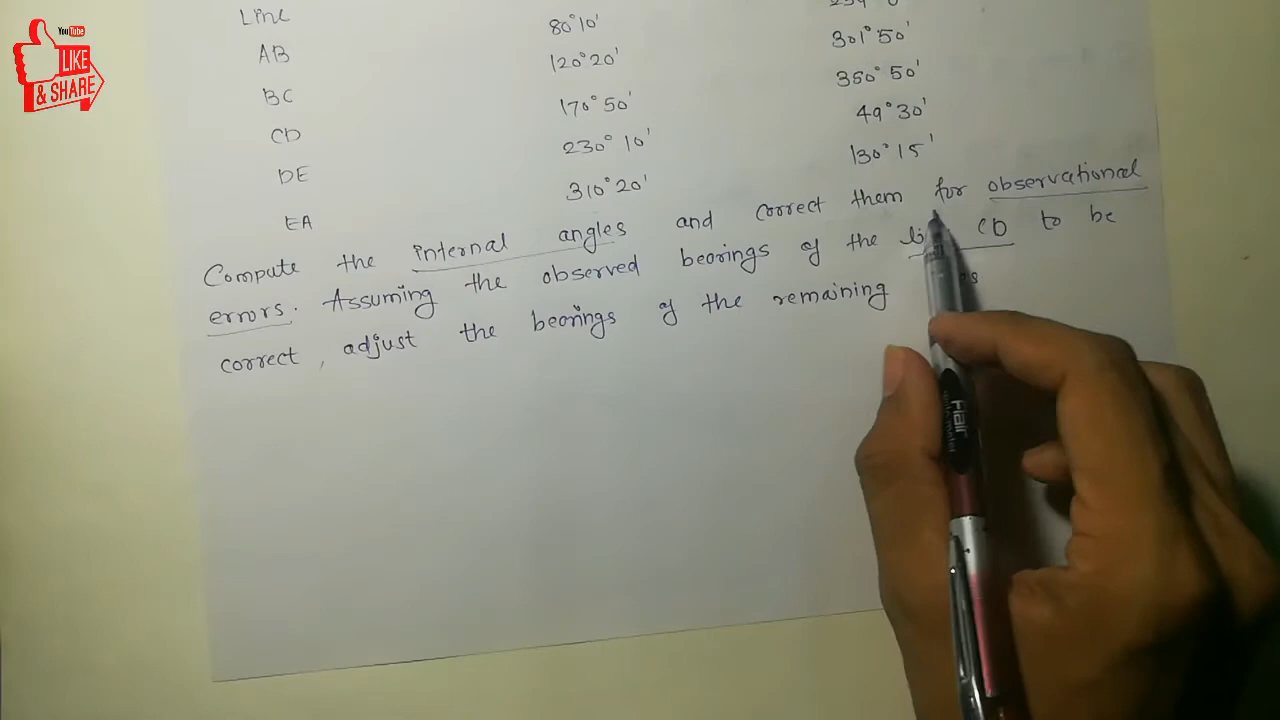 YouTube
LIKE
& SHARE
Line 80°10'
AB 120°20' 301°50'
BC 170°50' 350°50'
CD 230°10' 49°30'
DE 310°20' 130°15'
EA
Compute the internal angles and correct them for observational
errors. Assuming the observed bearings of the CD to be
correct, adjust the bearings of the remaining
Flair